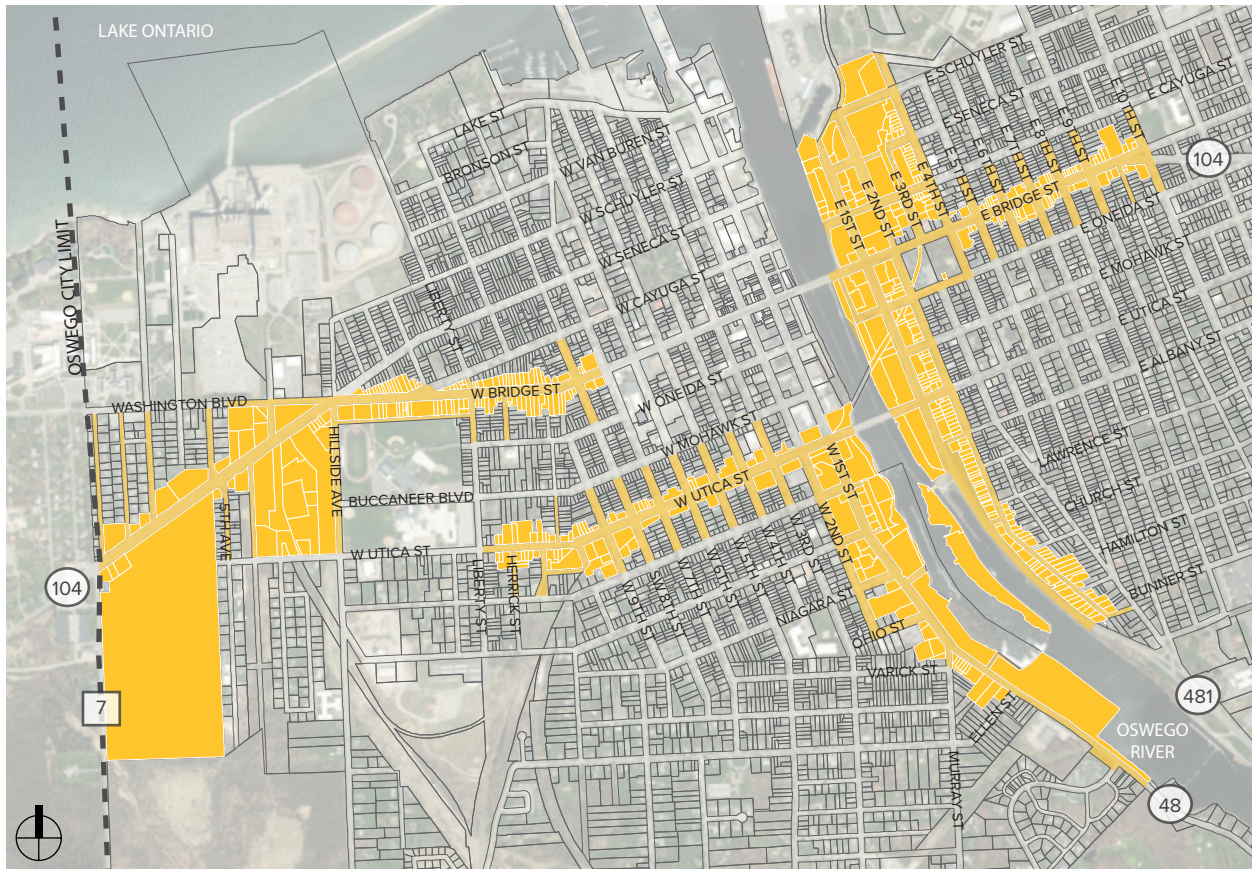 LAKE ONTARIO
OSWEGO CITY LIMIT
LAKE ST
BRONSON ST
W VAN BUREN ST
W SCHUYLER ST
W SENECA ST
W CAYUGA ST
LIBERTY ST
E SCHUYLER ST
E SENECA ST
E CAYUGA ST
E 10TH ST
E 9TH ST
E 8TH ST
E 7TH ST
E 6TH ST
E 5TH ST
E 4TH ST
E 3RD ST
E 2ND ST
E 1ST ST
E BRIDGE ST
104
E ONEIDA ST
E MOHAWK ST
E UTICA ST
E ALBANY ST
WASHINGTON BLVD
W BRIDGE ST
W ONEIDA ST
W MOHAWK ST
HILLSIDE AVE
BUCCANEER BLVD
5TH AVE
W UTICA ST
W UTICA ST
W 1ST ST
W 2ND ST
W 3RD ST
W 4TH ST
W 5TH ST
W 6TH ST
W 7TH ST
SW 8TH ST
W 9TH ST
LIBERTY ST
HERRICK ST
LAWRENCE ST
CHURCH ST
HAMILTON ST
BUNNER ST
104
NIAGARA ST
OHIO ST
VARICK ST
ELLEN ST
MURRAY ST
7
481
OSWEGO
RIVER
48